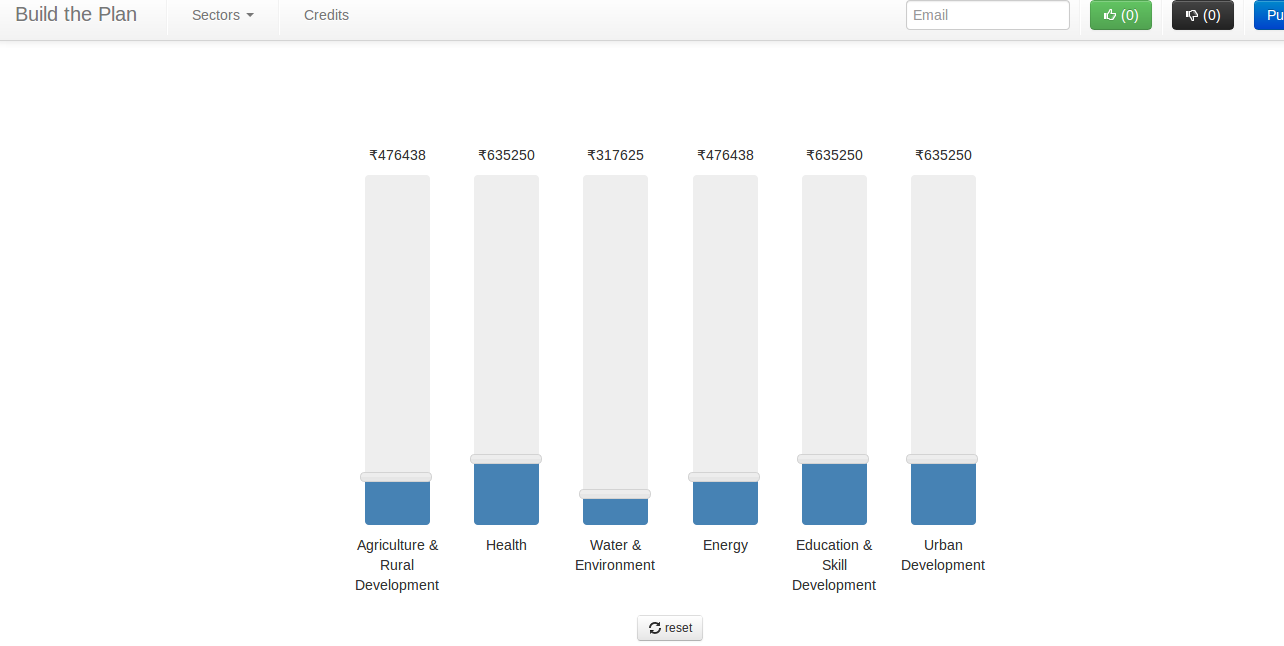 Build the Plan Sectors Credits Email (0) (0) Pu
₹476438 ₹635250 ₹317625 ₹476438 ₹635250 ₹635250
Agriculture & Rural Development
Health
Water & Environment
Energy
Education & Skill Development
Urban Development
reset